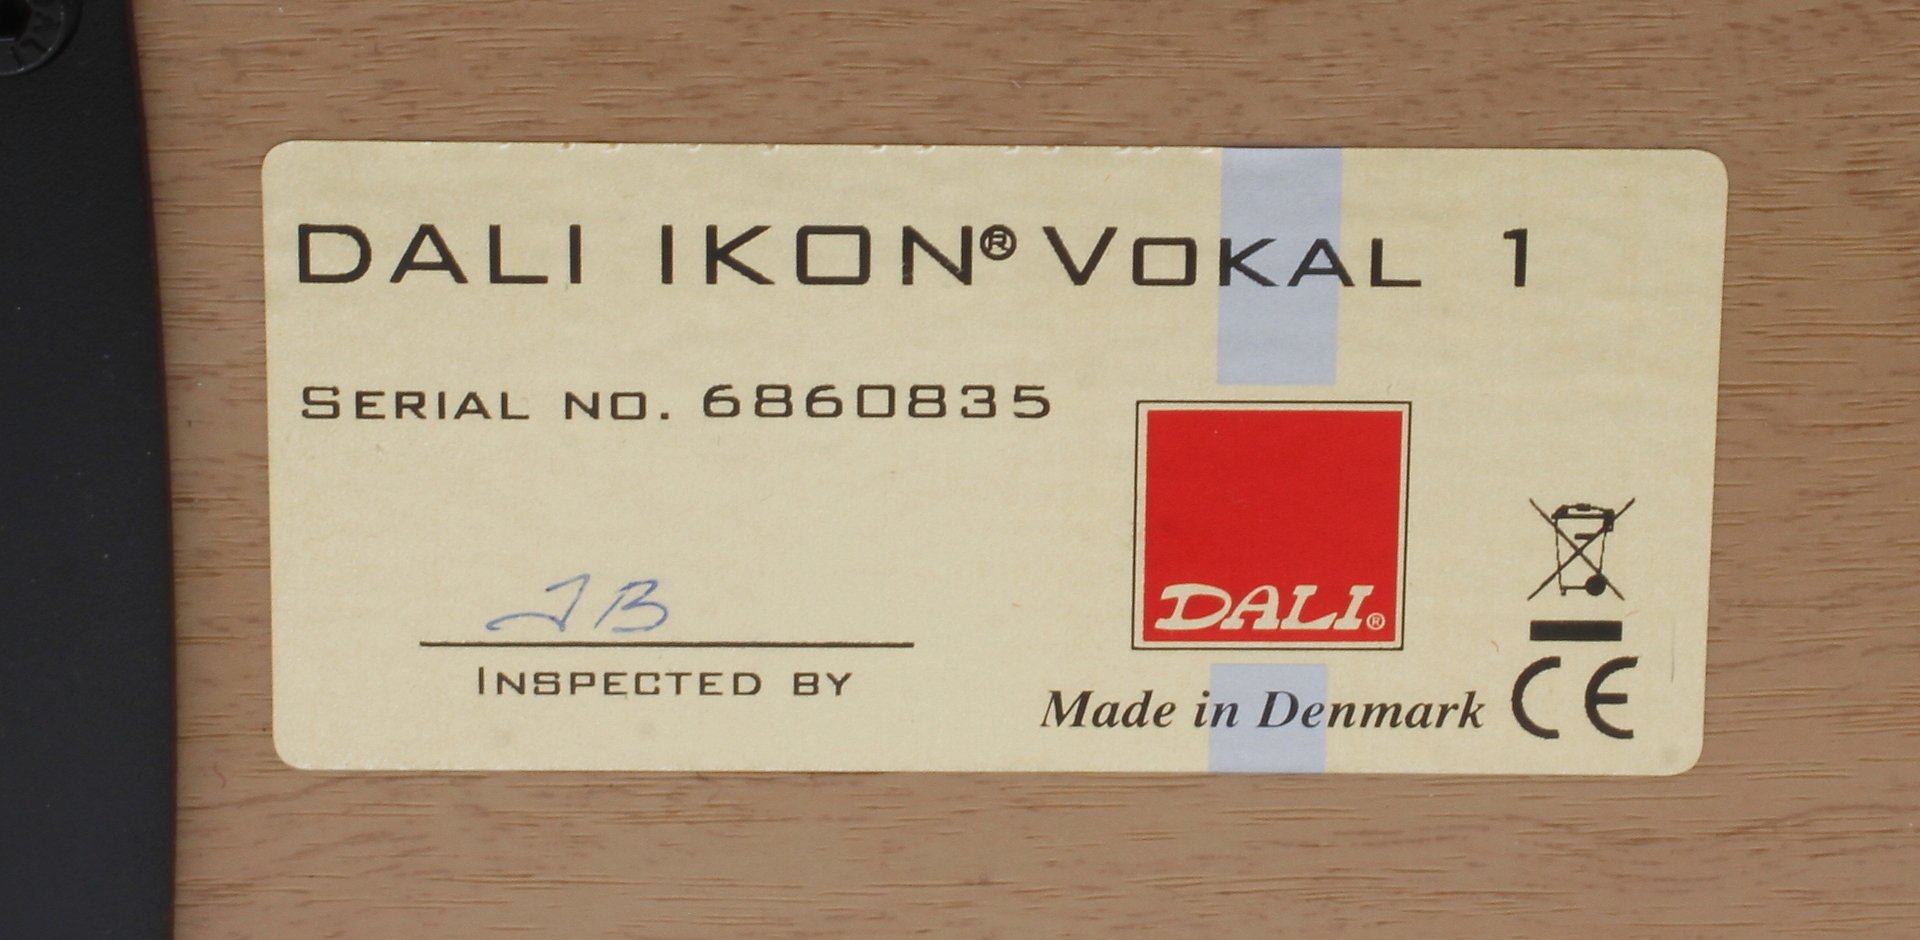 DALI IKON® VOKAL 1
SERIAL NO. 6860835
DALI®
JB
INSPECTED BY
Made in Denmark
CE